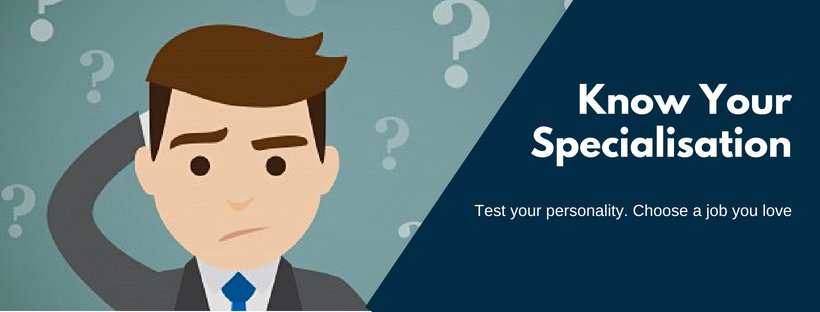 Know Your
Specialisation
Test your personality. Choose a job you love